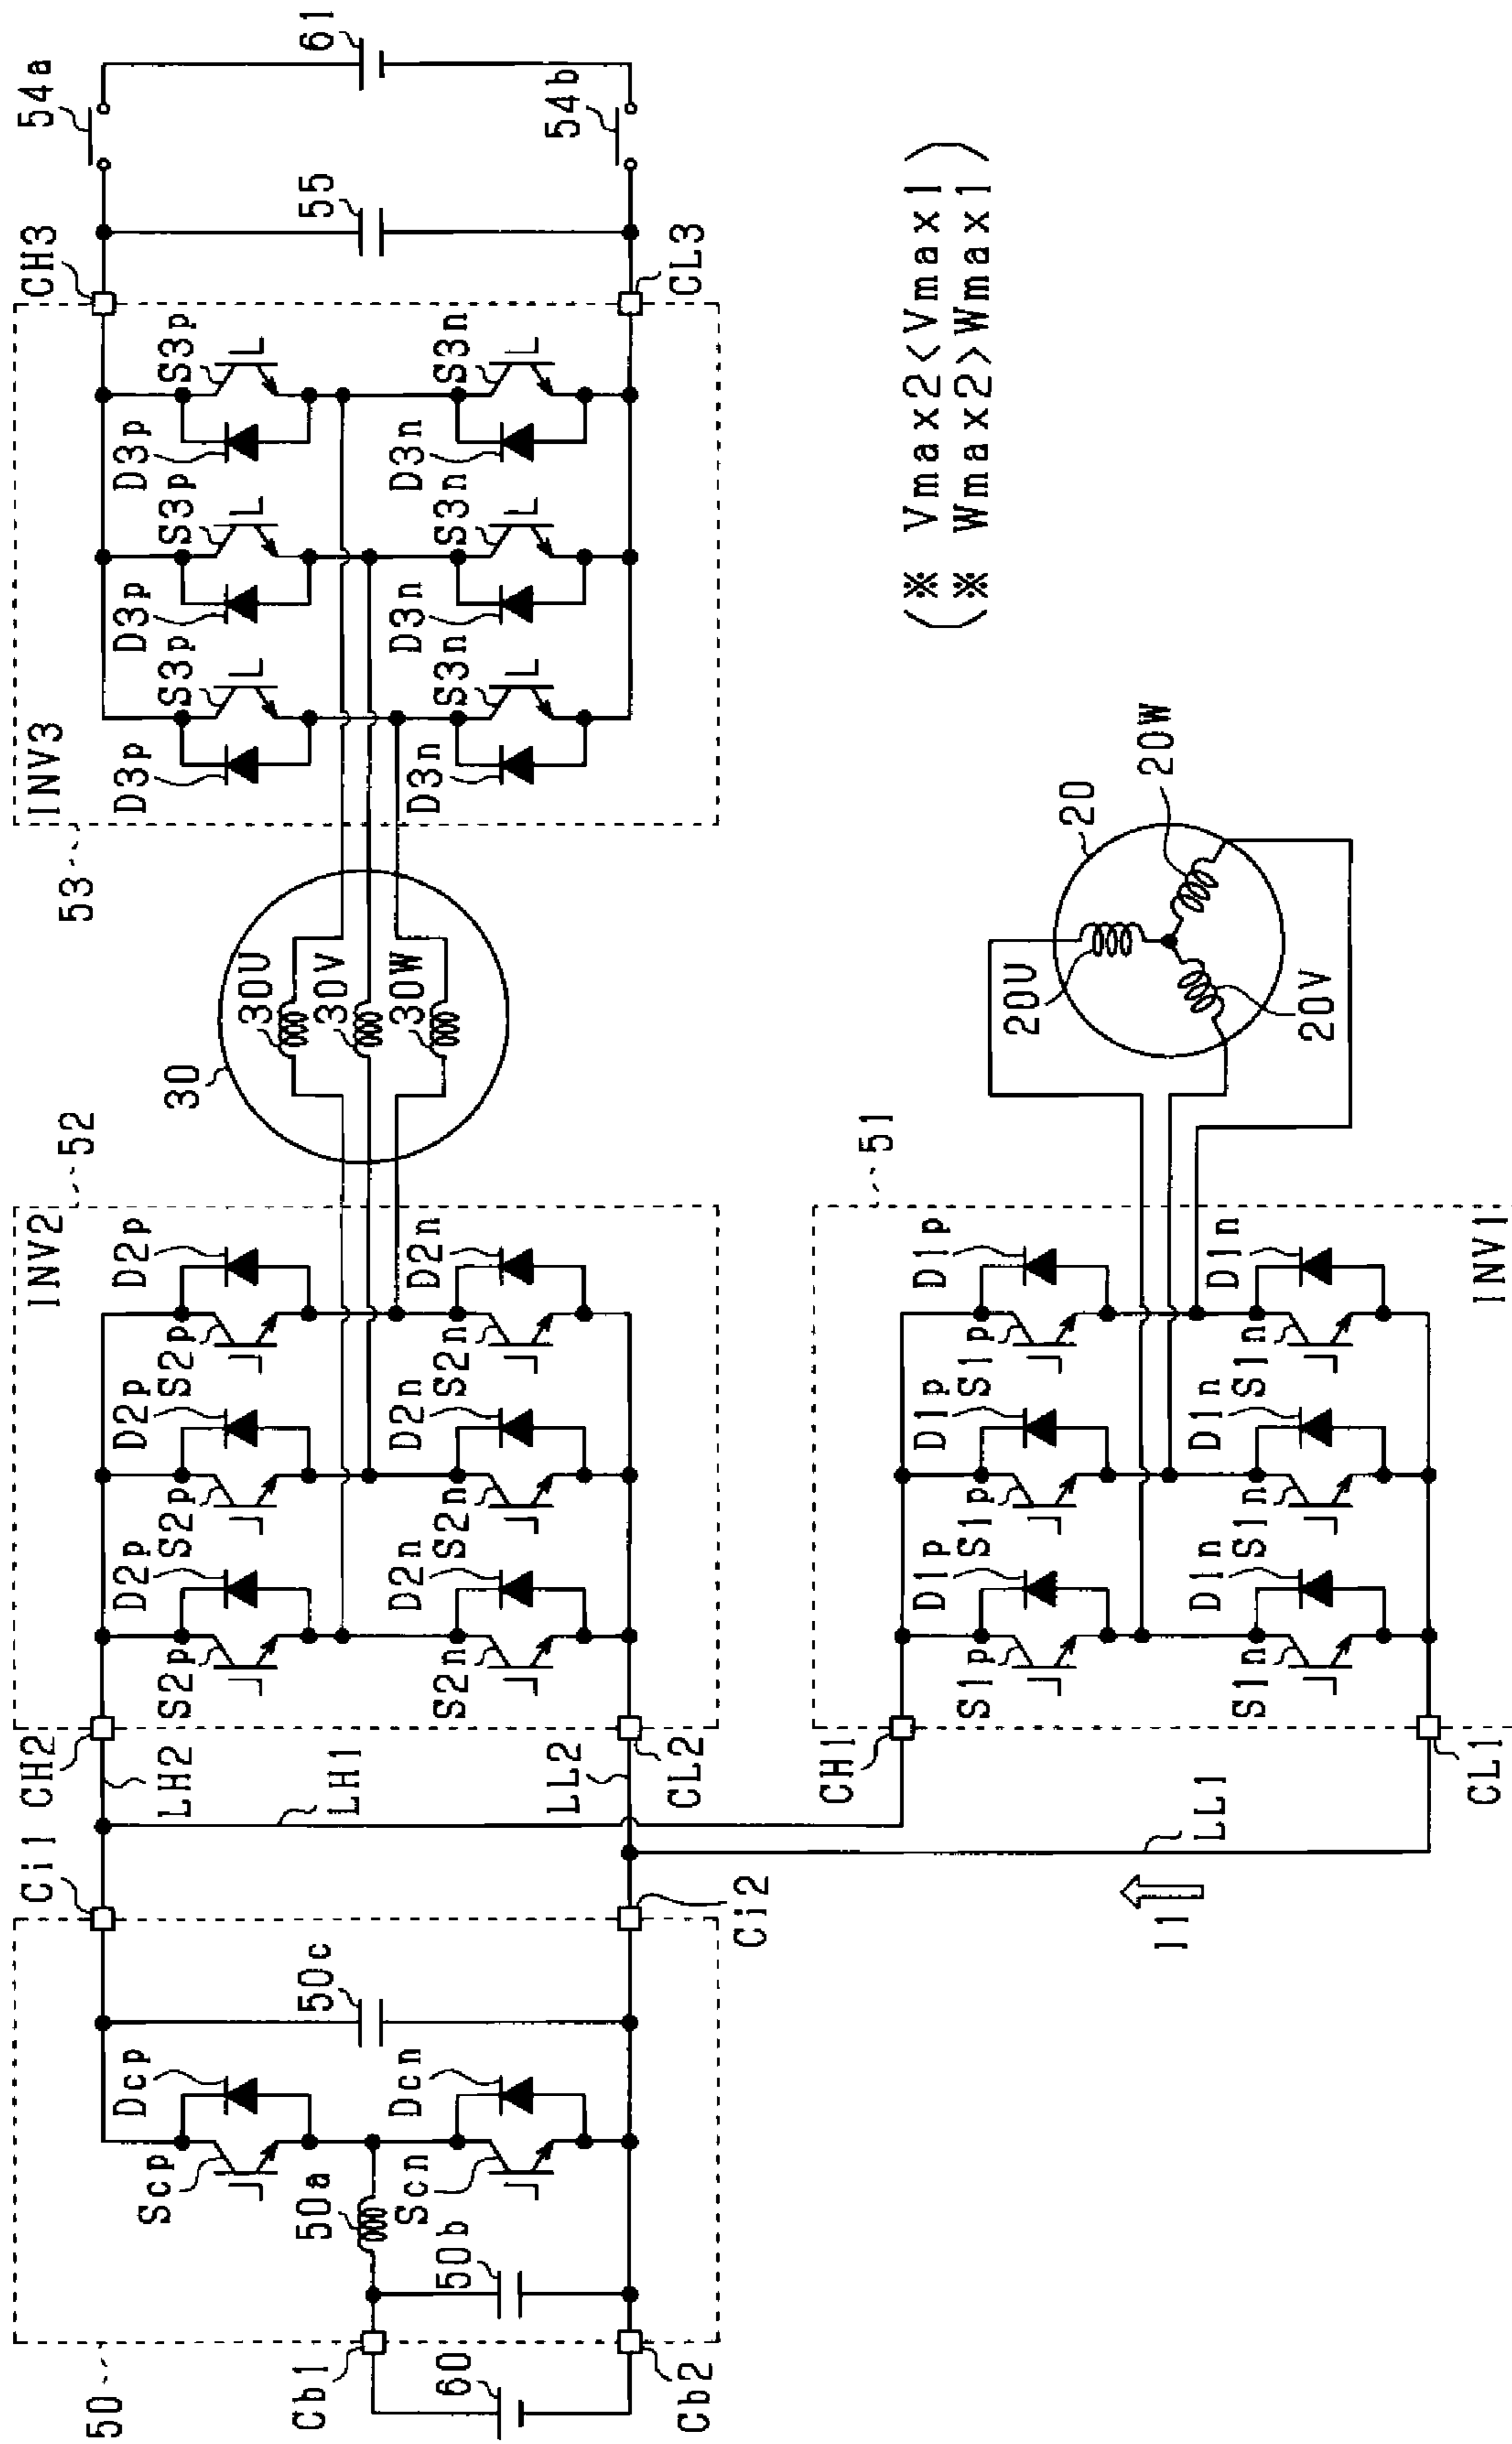 50
Cb1
60
Cb2
50b
50a
Scp
Dcp
Scn
Dcn
50c
Ci1
Ci2
CH2
LH2
LH1
LL2
CL2
LL1
11
INV2
52
S2p
D2p
S2p
D2p
S2p
D2p
S2n
D2n
S2n
D2n
S2n
D2n
30
30U
30V
30W
53
INV3
D3p
S3p
D3p
S3p
D3p
S3p
D3n
S3n
D3n
S3n
D3n
S3n
CH3
CL3
55
54a
54b
61
CH1
CL1
51
S1p
D1p
S1p
D1p
S1p
D1p
S1n
D1n
S1n
D1n
S1n
D1n
INV1
20
20U
20V
20W
(※ Vmax2<Vmax1)
(※ Wmax2>Wmax1)